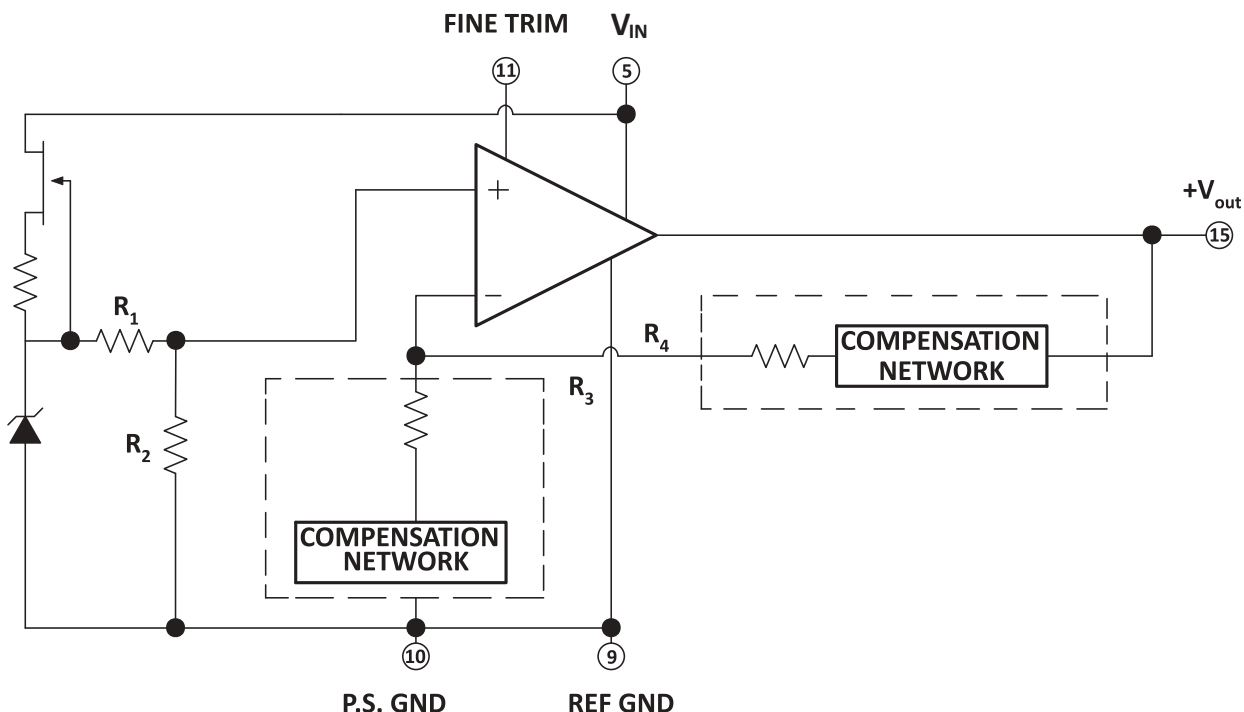 FINE TRIM
V_IN
11
5
+
+V_out
15
−
R_1
R_4
COMPENSATION
NETWORK
R_3
R_2
COMPENSATION
NETWORK
10
9
P.S. GND
REF GND